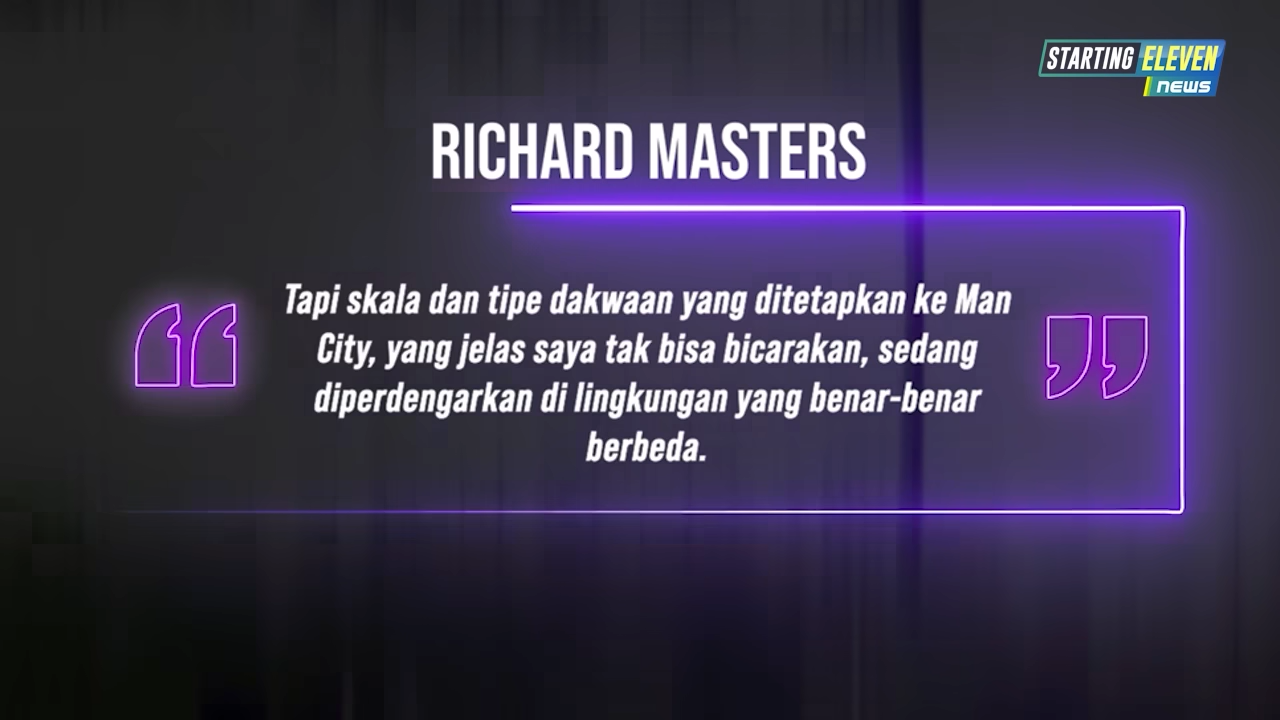 STARTING ELEVEN
news
RICHARD MASTERS
Tapi skala dan tipe dakwaan yang ditetapkan ke Man
City, yang jelas saya tak bisa bicarakan, sedang
diperdengarkan di lingkungan yang benar-benar
berbeda.